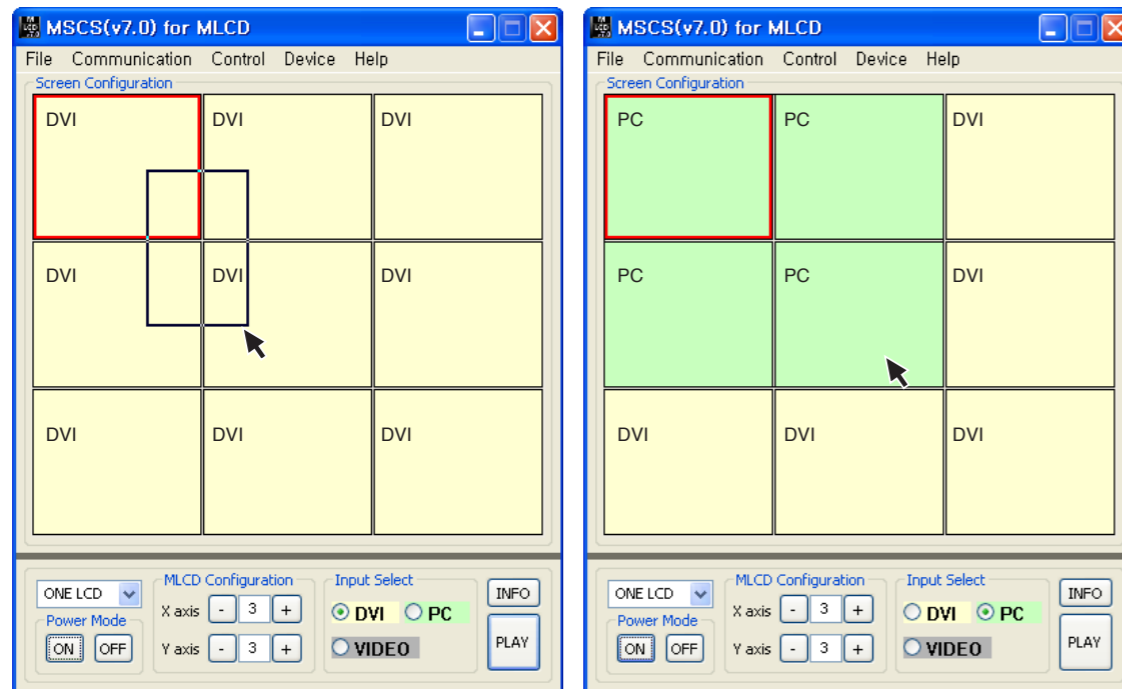 MSCS(v7.0) for MLCD
File Communication Control Device Help
Screen Configuration
DVI DVI DVI
DVI DVI DVI
DVI DVI DVI
ONE LCD
Power Mode
ON OFF
MLCD Configuration
X axis - 3 +
Y axis - 3 +
Input Select
DVI PC
VIDEO
INFO
PLAY
MSCS(v7.0) for MLCD
File Communication Control Device Help
Screen Configuration
PC PC DVI
PC PC DVI
DVI DVI DVI
ONE LCD
Power Mode
ON OFF
MLCD Configuration
X axis - 3 +
Y axis - 3 +
Input Select
DVI PC
VIDEO
INFO
PLAY